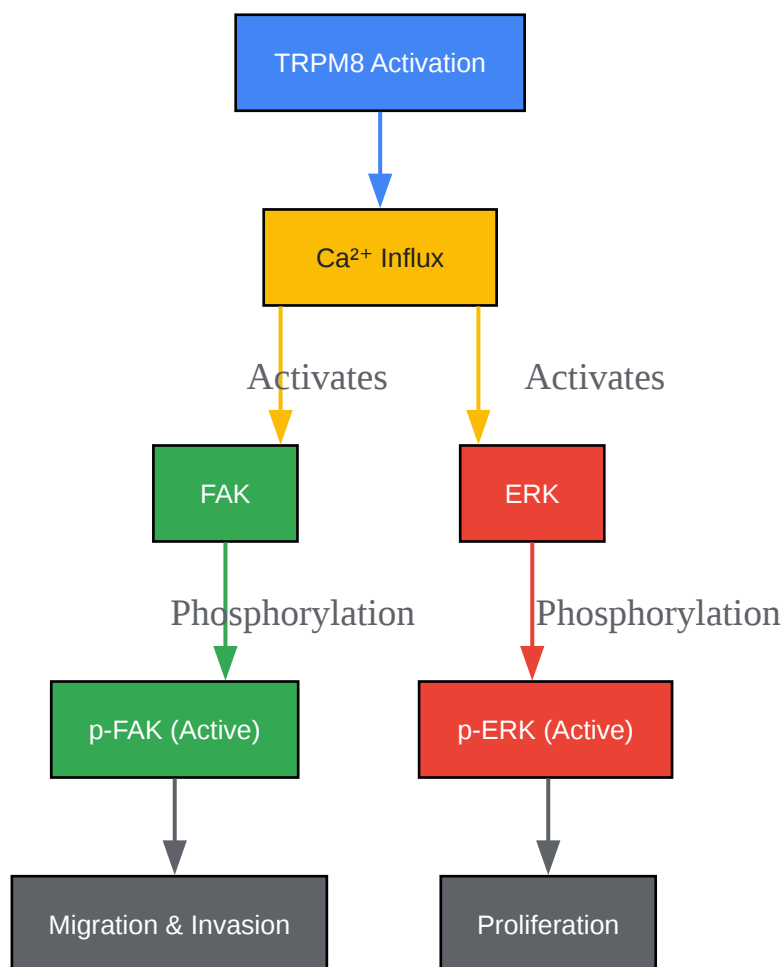 TRPM8 Activation
Ca²⁺ Influx
Activates
Activates
FAK
ERK
Phosphorylation
Phosphorylation
p-FAK (Active)
p-ERK (Active)
Migration & Invasion
Proliferation